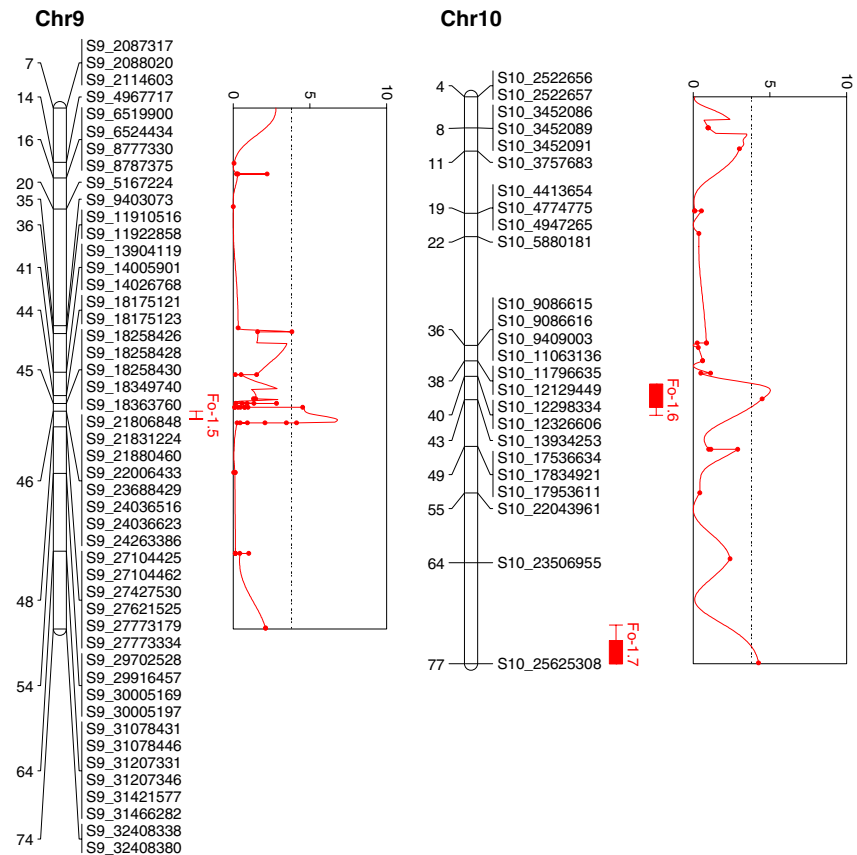 Chr9
7
14
16
20
35
36
41
44
45
46
48
54
64
74
S9_2087317
S9_2088020
S9_2114603
S9_4967717
S9_6519900
S9_6524434
S9_8777330
S9_8787375
S9_5167224
S9_9403073
S9_11910516
S9_11922858
S9_13904119
S9_14005901
S9_14026768
S9_18175121
S9_18175123
S9_18258426
S9_18258428
S9_18258430
S9_18349740
S9_18363760
S9_21806848
S9_21831224
S9_21880460
S9_22006433
S9_23688429
S9_24036516
S9_24036623
S9_24263386
S9_27104425
S9_27104462
S9_27427530
S9_27621525
S9_27773179
S9_27773334
S9_29702528
S9_29916457
S9_30005169
S9_30005197
S9_31078431
S9_31078446
S9_31207331
S9_31207346
S9_31421577
S9_31466282
S9_32408338
S9_32408380
Fo-1.5
0
5
10
Chr10
4
8
11
19
22
36
38
40
43
49
55
64
77
S10_2522656
S10_2522657
S10_3452086
S10_3452089
S10_3452091
S10_3757683
S10_4413654
S10_4774775
S10_4947265
S10_5880181
S10_9086615
S10_9086616
S10_9409003
S10_11063136
S10_11796635
S10_12129449
S10_12298334
S10_12326606
S10_13934253
S10_17536634
S10_17834921
S10_17953611
S10_22043961
S10_23506955
S10_25625308
Fo-1.6
Fo-1.7
0
5
10